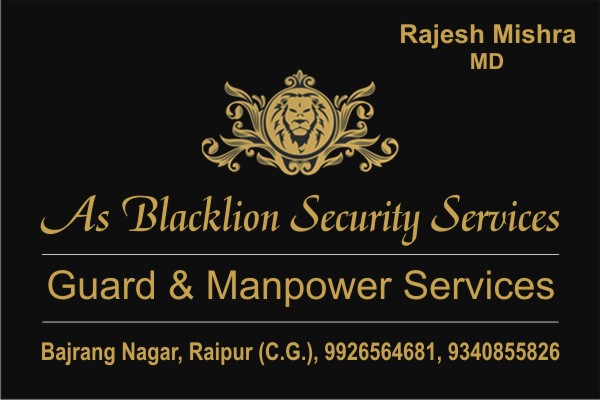 Rajesh Mishra
MD
As Blacklion Security Services
Guard & Manpower Services
Bajrang Nagar, Raipur (C.G.), 9926564681, 9340855826